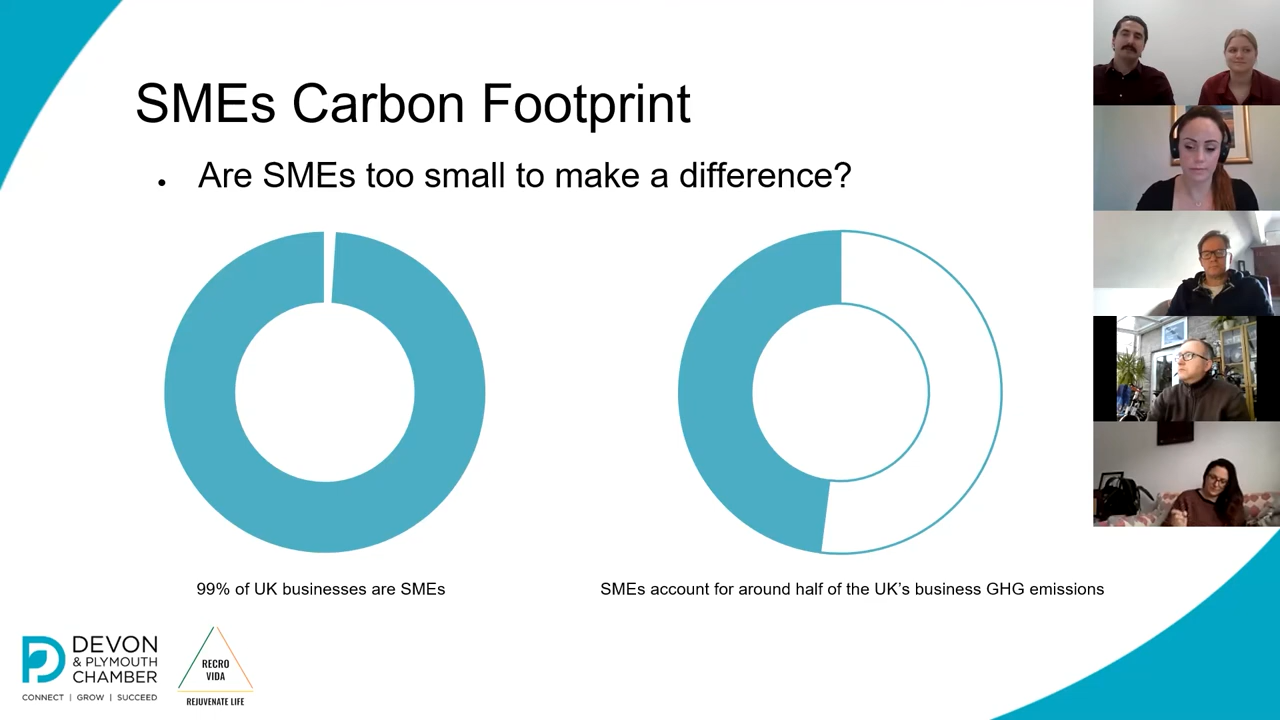 SMEs Carbon Footprint
• Are SMEs too small to make a difference?
99% of UK businesses are SMEs
SMEs account for around half of the UK’s business GHG emissions
DEVON
& PLYMOUTH
CHAMBER
CONNECT | GROW | SUCCEED
RECRO
VIDA
REJUVENATE LIFE